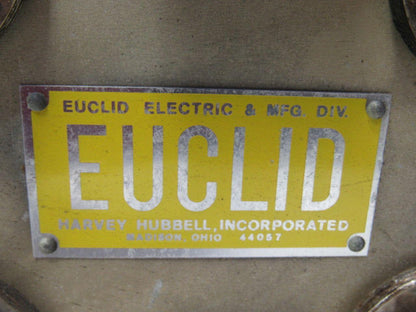 EUCLID ELECTRIC & MFG. DIV.
EUCLID
HARVEY HUBBELL, INCORPORATED
MADISON, OHIO 44057